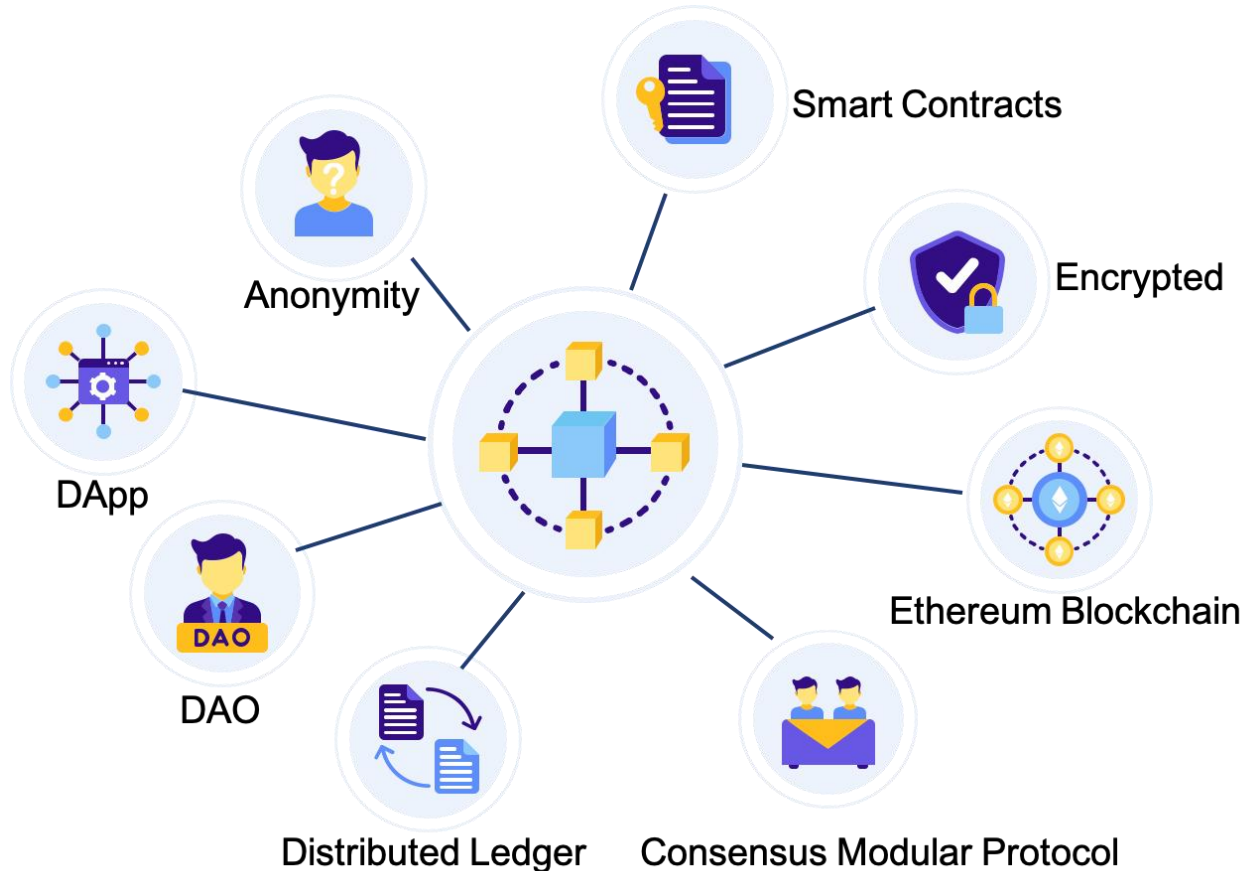 Smart Contracts
Anonymity
?
Encrypted
DApp
Ethereum Blockchain
DAO
DAO
Distributed Ledger
Consensus Modular Protocol